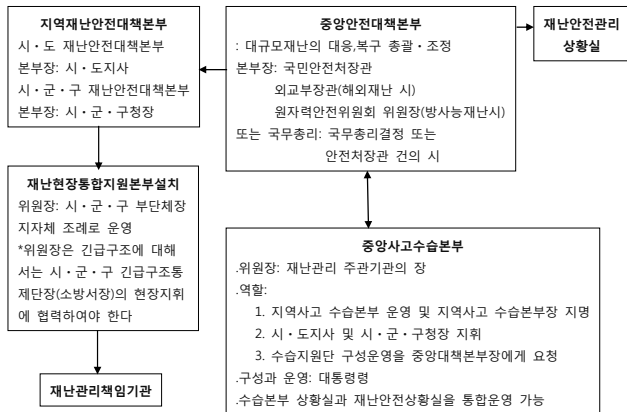 지역재난안전대책본부
시・도 재난안전대책본부
본부장: 시・도지사
시・군・구 재난안전대책본부
본부장: 시・군・구청장
중앙안전대책본부
: 대규모재난의 대응,복구 총괄・조정
본부장: 국민안전처장관
외교부장관(해외재난 시)
원자력안전위원회 위원장(방사능재난시)
또는 국무총리: 국무총리결정 또는
안전처장관 건의 시
재난안전관리
상황실
재난현장통합지원본부설치
위원장: 시・군・구 부단체장
지자체 조례로 운영
*위원장은 긴급구조에 대해
서는 시・군・구 긴급구조통
제단장(소방서장)의 현장지휘
에 협력하여야 한다
중앙사고수습본부
.위원장: 재난관리 주관기관의 장
.역할:
1. 지역사고 수습본부 운영 및 지역사고 수습본부장 지명
2. 시・도지사 및 시・군・구청장 지휘
3. 수습지원단 구성운영을 중앙대책본부장에게 요청
.구성과 운영: 대통령령
.수습본부 상황실과 재난안전상황실을 통합운영 가능
재난관리책임기관